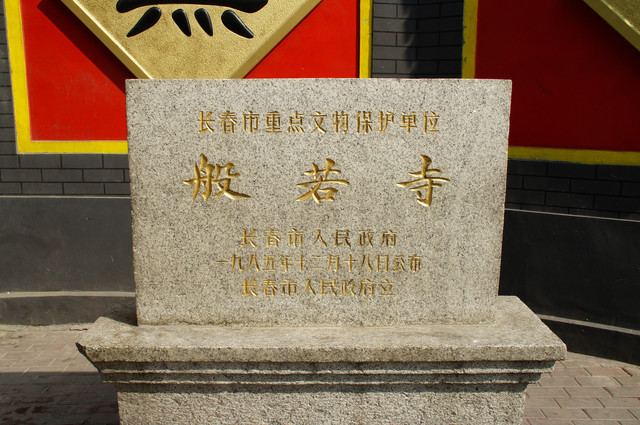 长春市重点文物保护单位
般若寺
长春市人民政府
一九八五年十二月十八日公布
长春市人民政府立